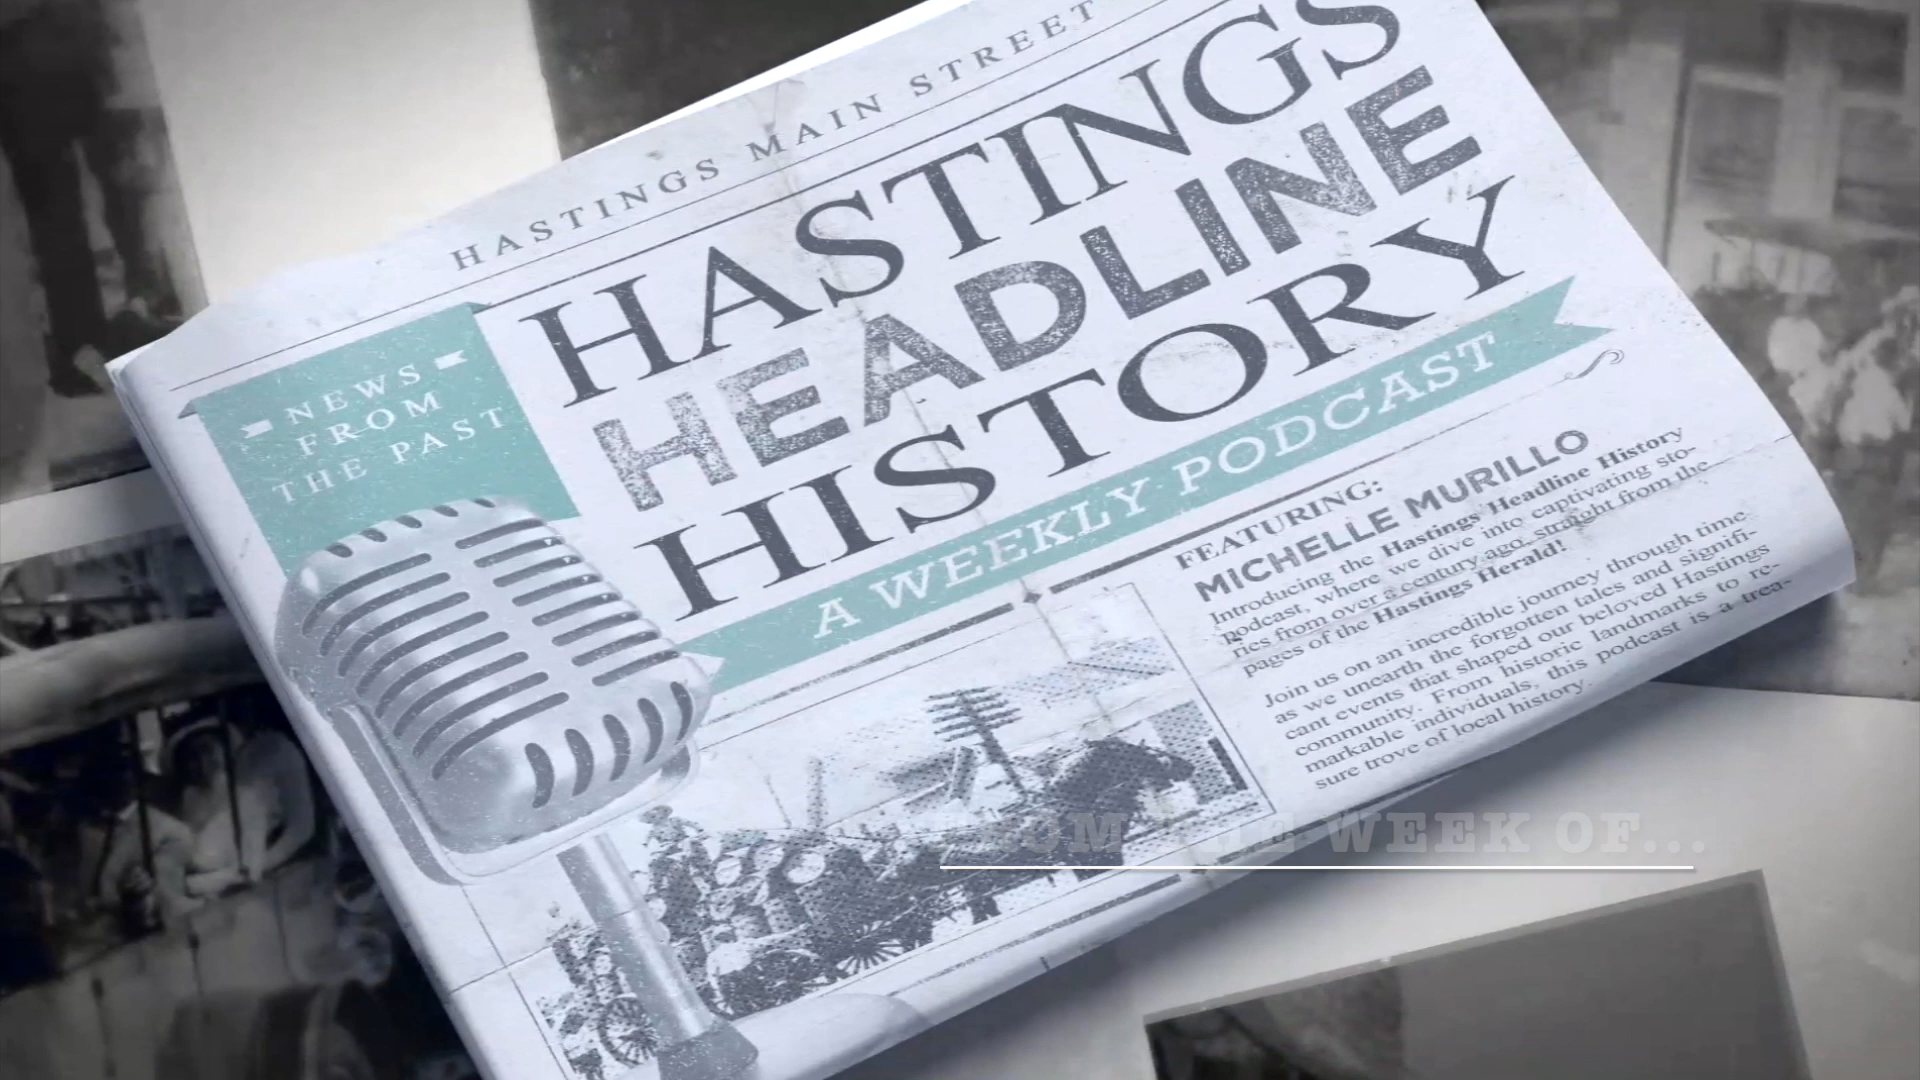 HASTINGS MAIN STREET
HASTINGS
HEADLINE
HISTORY
A WEEKLY PODCAST
NEWS
FROM
THE PAST
FEATURING:
MICHELLE MURILLO
Introducing the Hastings Headline History
podcast, where we dive into captivating sto-
ries from over a century ago, straight from the
pages of the Hastings Herald!
Join us on an incredible journey through time
as we unearth the forgotten tales and signifi-
cant events that shaped our beloved Hastings
community. From historic landmarks to re-
markable individuals, this podcast is a trea-
sure trove of local history.
FROM THE WEEK OF...